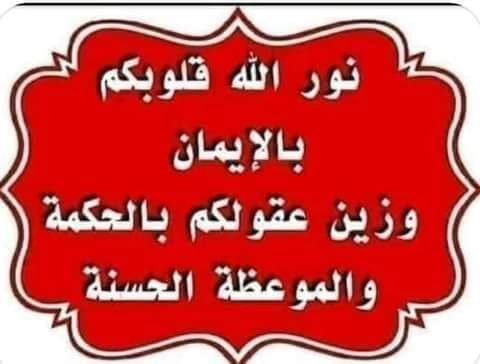 نور الله قلوبكم
بالإيمان
وزين عقولكم بالحكمة
والموعظة الحسنة